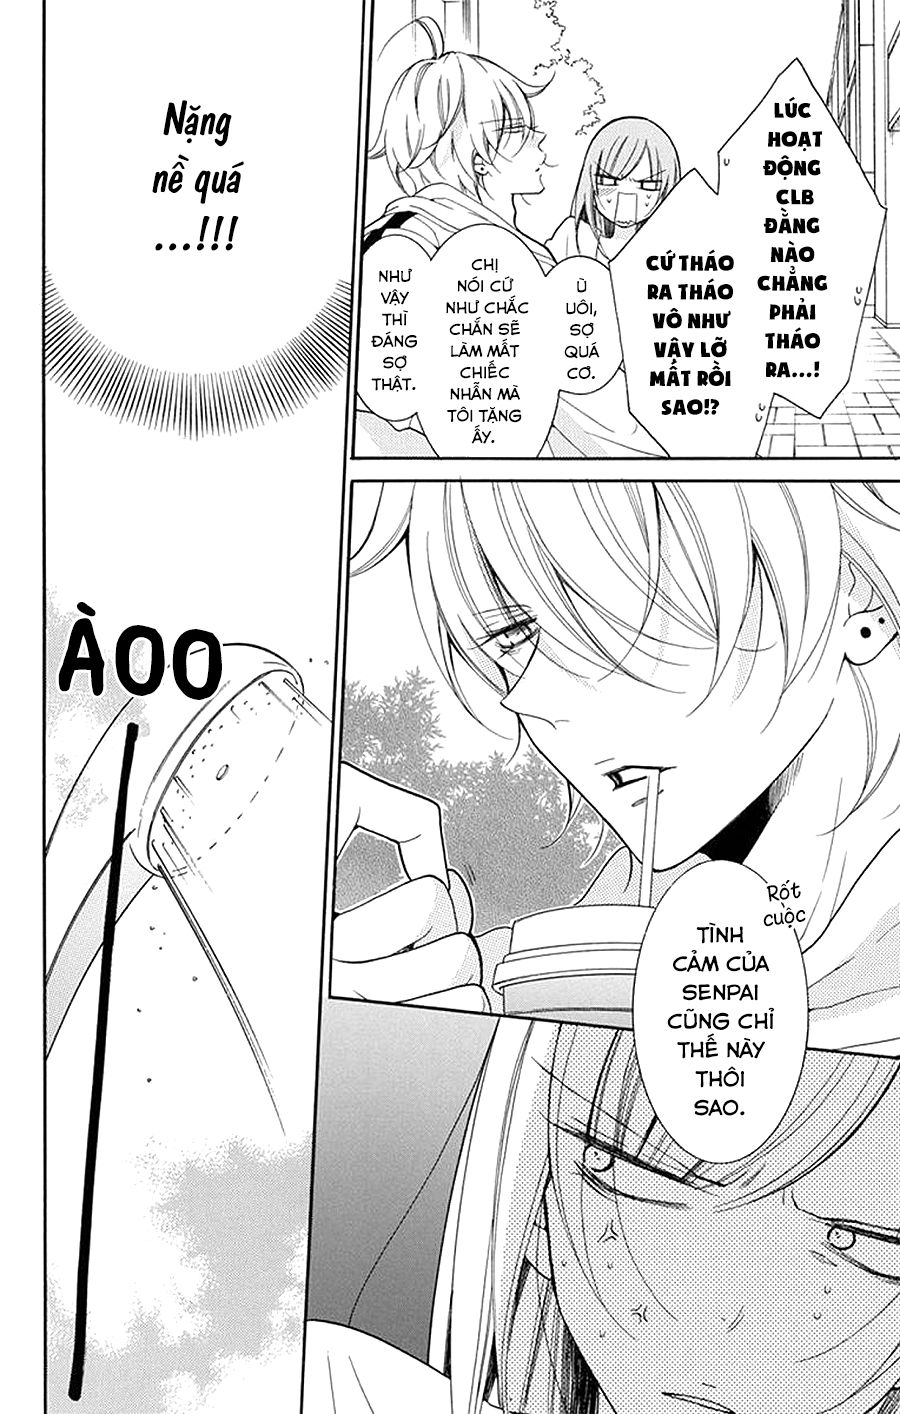 LÚC
HOẠT
ĐỘNG
CLB
ĐẰNG
NÀO
CHẲNG
PHẢI
THÁO
RA...!
CỨ THÁO
RA THÁO
VÔ NHƯ
VẬY LỠ
MẤT RỒI
SAO!?
Ù
UÔI,
SỢ
QUÁ
CƠ.
CHỊ
NÓI CỨ
NHƯ CHẮC
CHẮN SẼ
LÀM MẤT
CHIẾC
NHẪN MÀ
TÔI TẶNG
ẤY.
NHƯ
VẬY THÌ
ĐÁNG
SỢ
THẬT.
Rốt
cuộc
TÌNH
CẢM CỦA
SENPAI
CŨNG CHỈ
THẾ NÀY
THÔI
SAO.
Nặng
nề quá
...!!!
ÀOO